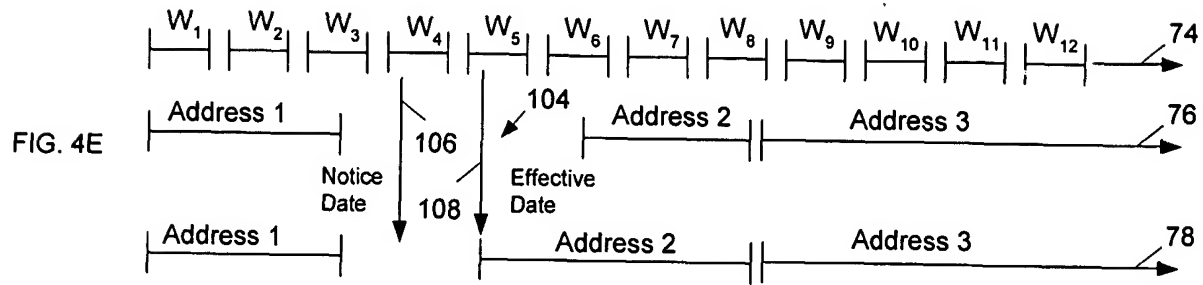 W1 W2 W3 W4 W5 W6 W7 W8 W9 W10 W11 W12 74
Address 1 104 Address 2 Address 3 76
FIG. 4E
106
Notice Date
108
Effective Date
Address 1 Address 2 Address 3 78